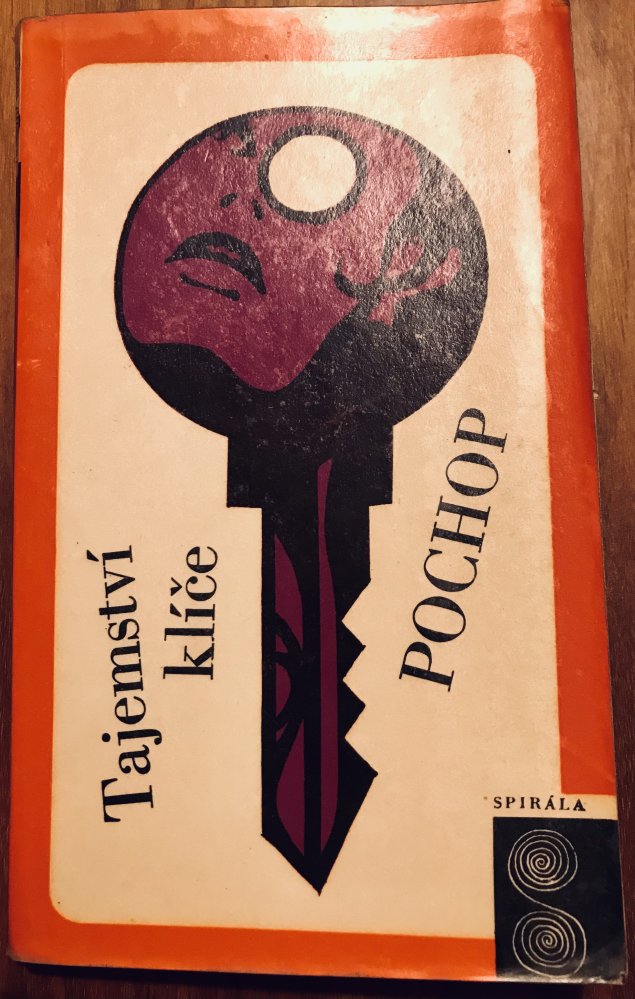 Tajemství
klíče
POCHOP
SPIRÁLA